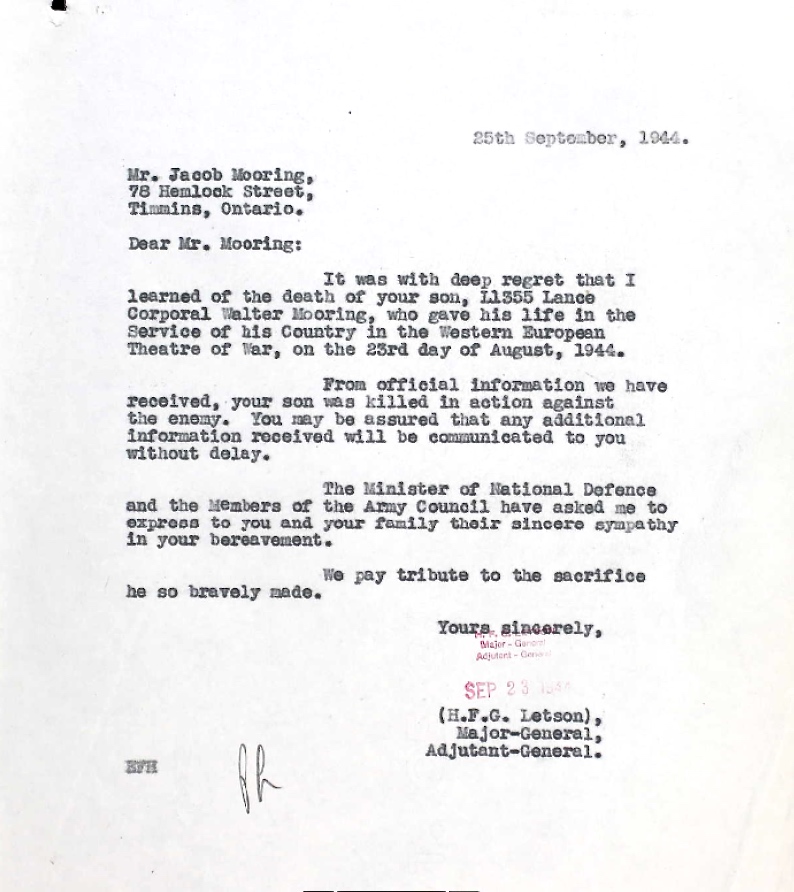 25th September, 1944.
Mr. Jacob Mooring,
78 Hemlock Street,
Timmins, Ontario.
Dear Mr. Mooring:
It was with deep regret that I
learned of the death of your son, L1355 Lance
Corporal Walter Mooring, who gave his life in the
Service of his Country in the Western European
Theatre of War, on the 23rd day of August, 1944.
From official information we have
received, your son was killed in action against
the enemy. You may be assured that any additional
information received will be communicated to you
without delay.
The Minister of National Defence
and the Members of the Army Council have asked me to
express to you and your family their sincere sympathy
in your bereavement.
We pay tribute to the sacrifice
he so bravely made.
Yours sincerely,
Major-General
Adjutant-General
SEP 23 1944
(H.F.G. Letson),
Major-General,
Adjutant-General.